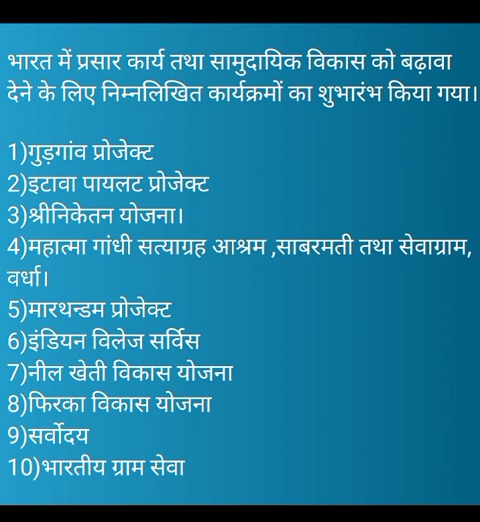 भारत में प्रसार कार्य तथा सामुदायिक विकास को बढ़ावा
देने के लिए निम्नलिखित कार्यक्रमों का शुभारंभ किया गया।
1)गुड़गांव प्रोजेक्ट
2)इटावा पायलट प्रोजेक्ट
3)श्रीनिकेतन योजना।
4)महात्मा गांधी सत्याग्रह आश्रम ,साबरमती तथा सेवाग्राम,
वर्धा।
5)मारथन्डम प्रोजेक्ट
6)इंडियन विलेज सर्विस
7)नील खेती विकास योजना
8)फिरका विकास योजना
9)सर्वोदय
10)भारतीय ग्राम सेवा